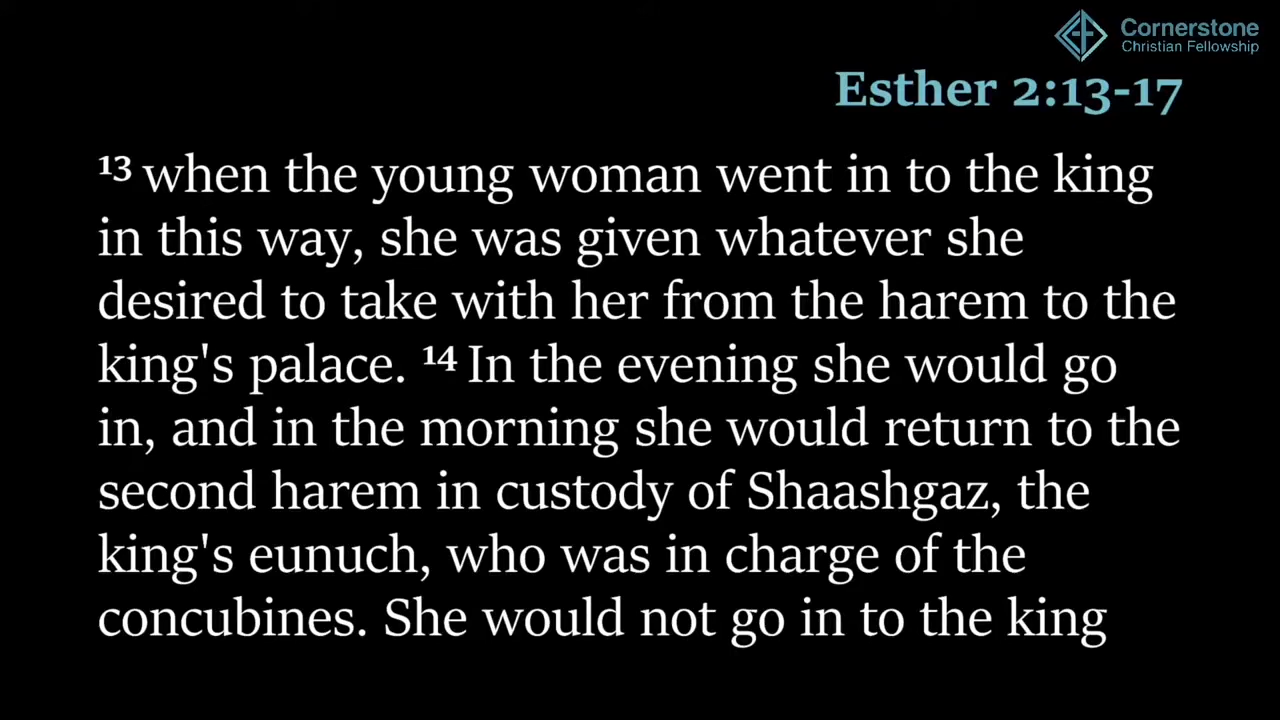 Cornerstone
Christian Fellowship
Esther 2:13-17
13 when the young woman went in to the king
in this way, she was given whatever she
desired to take with her from the harem to the
king's palace. 14 In the evening she would go
in, and in the morning she would return to the
second harem in custody of Shaashgaz, the
king's eunuch, who was in charge of the
concubines. She would not go in to the king